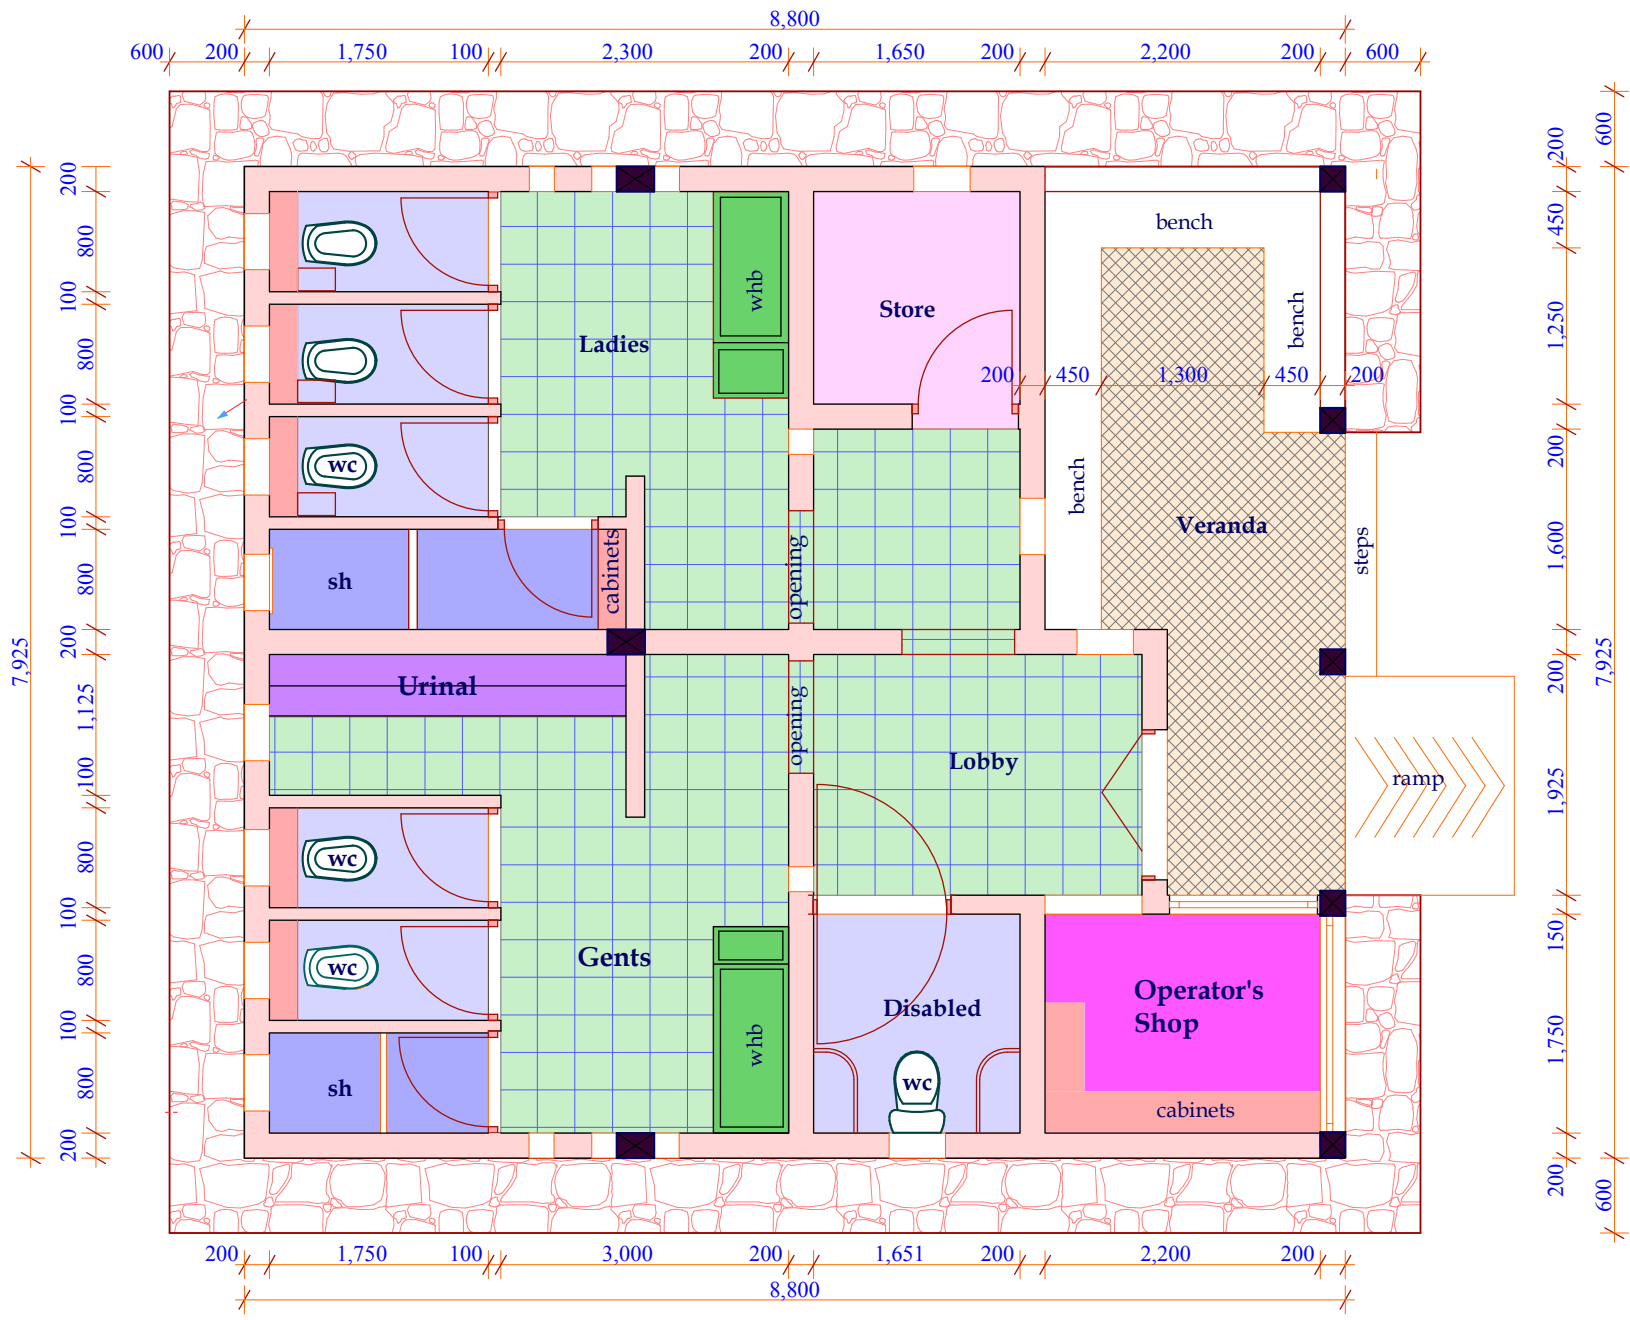 8,800
600 200 1,750 100 2,300 200 1,650 200 2,200 200 600
600
200
200
bench
450
800
whb
bench
Store
100
Ladies
1,250
800
200 450 1,300 450 200
100
200
800
wc
bench
Veranda
100
opening
1,600
steps
cabinets
800
sh
200
7,925
7,925
Urinal
200
1,125
opening
Lobby
100
ramp
1,925
800
wc
100
150
Gents
800
wc
Operator's
Shop
Disabled
100
whb
1,750
800
sh
wc
cabinets
200
200
600
200 1,750 100 3,000 200 1,651 200 2,200 200
8,800